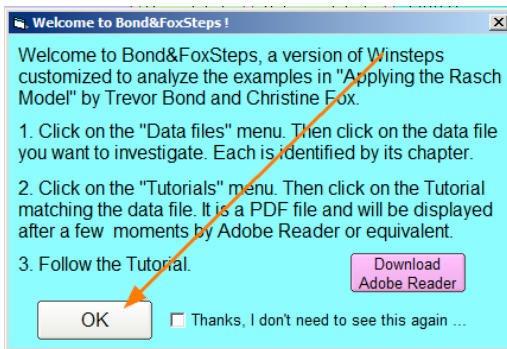 Welcome to Bond&FoxSteps !
Welcome to Bond&FoxSteps, a version of Winsteps
customized to analyze the examples in "Applying the Rasch
Model" by Trevor Bond and Christine Fox.
1. Click on the "Data files" menu. Then click on the data file
you want to investigate. Each is identified by its chapter.
2. Click on the "Tutorials" menu. Then click on the Tutorial
matching the data file. It is a PDF file and will be displayed
after a few moments by Adobe Reader or equivalent.
3. Follow the Tutorial.
Download
Adobe Reader
OK
Thanks, I don't need to see this again ...